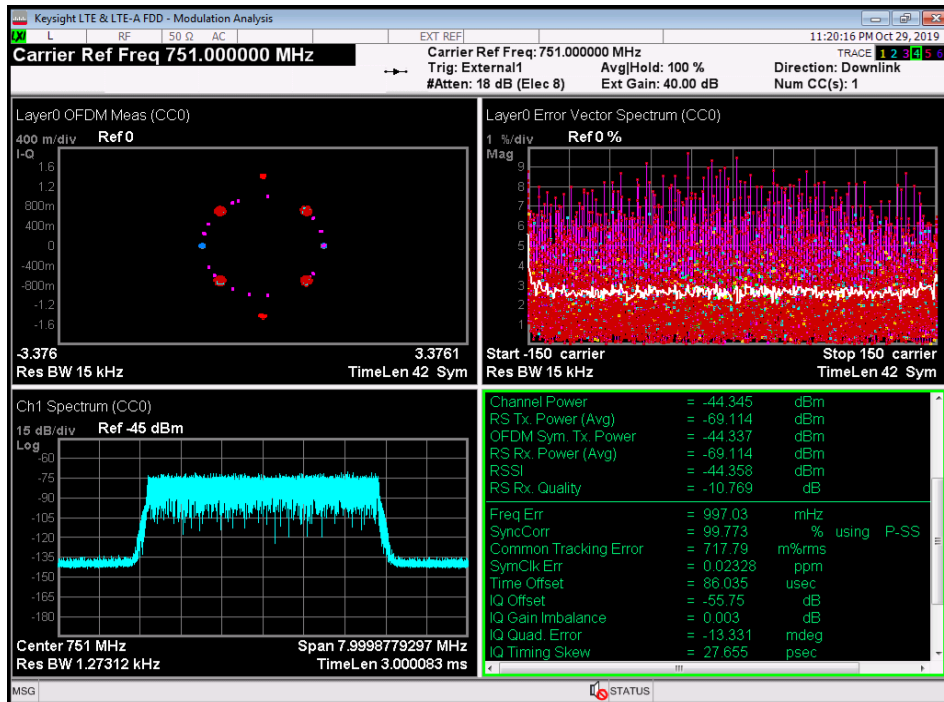 Keysight LTE & LTE-A FDD - Modulation Analysis
LXI L RF 50 Ω AC EXT REF 11:20:16 PM Oct 29, 2019
Carrier Ref Freq 751.000000 MHz
Carrier Ref Freq: 751.000000 MHz
TRACE 1 2 3 4 5 6
Trig: External1 Avg|Hold: 100 % Direction: Downlink
#Atten: 18 dB (Elec 8) Ext Gain: 40.00 dB Num CC(s): 1
Layer0 OFDM Meas (CC0)
400 m/div Ref 0
I-Q
1.6
1.2
800m
400m
0
-400m
-800m
-1.2
-1.6
-3.376 3.3761
Res BW 15 kHz TimeLen 42 Sym
Layer0 Error Vector Spectrum (CC0)
1 %/div Ref 0 %
Mag
9
8
7
6
5
4
3
2
1
Start -150 carrier Stop 150 carrier
Res BW 15 kHz TimeLen 42 Sym
Ch1 Spectrum (CC0)
15 dB/div Ref -45 dBm
Log
-60
-75
-90
-105
-120
-135
-150
-165
-180
Center 751 MHz Span 7.9998779297 MHz
Res BW 1.27312 kHz TimeLen 3.000083 ms
Channel Power = -44.345 dBm
RS Tx. Power (Avg) = -69.114 dBm
OFDM Sym. Tx. Power = -44.337 dBm
RS Rx. Power (Avg) = -69.114 dBm
RSSI = -44.358 dBm
RS Rx. Quality = -10.769 dB
Freq Err = 997.03 mHz
SyncCorr = 99.773 % using P-SS
Common Tracking Error = 717.79 m%rms
SymClk Err = 0.02328 ppm
Time Offset = 86.035 usec
IQ Offset = -55.75 dB
IQ Gain Imbalance = 0.003 dB
IQ Quad. Error = -13.331 mdeg
IQ Timing Skew = 27.655 psec
MSG STATUS